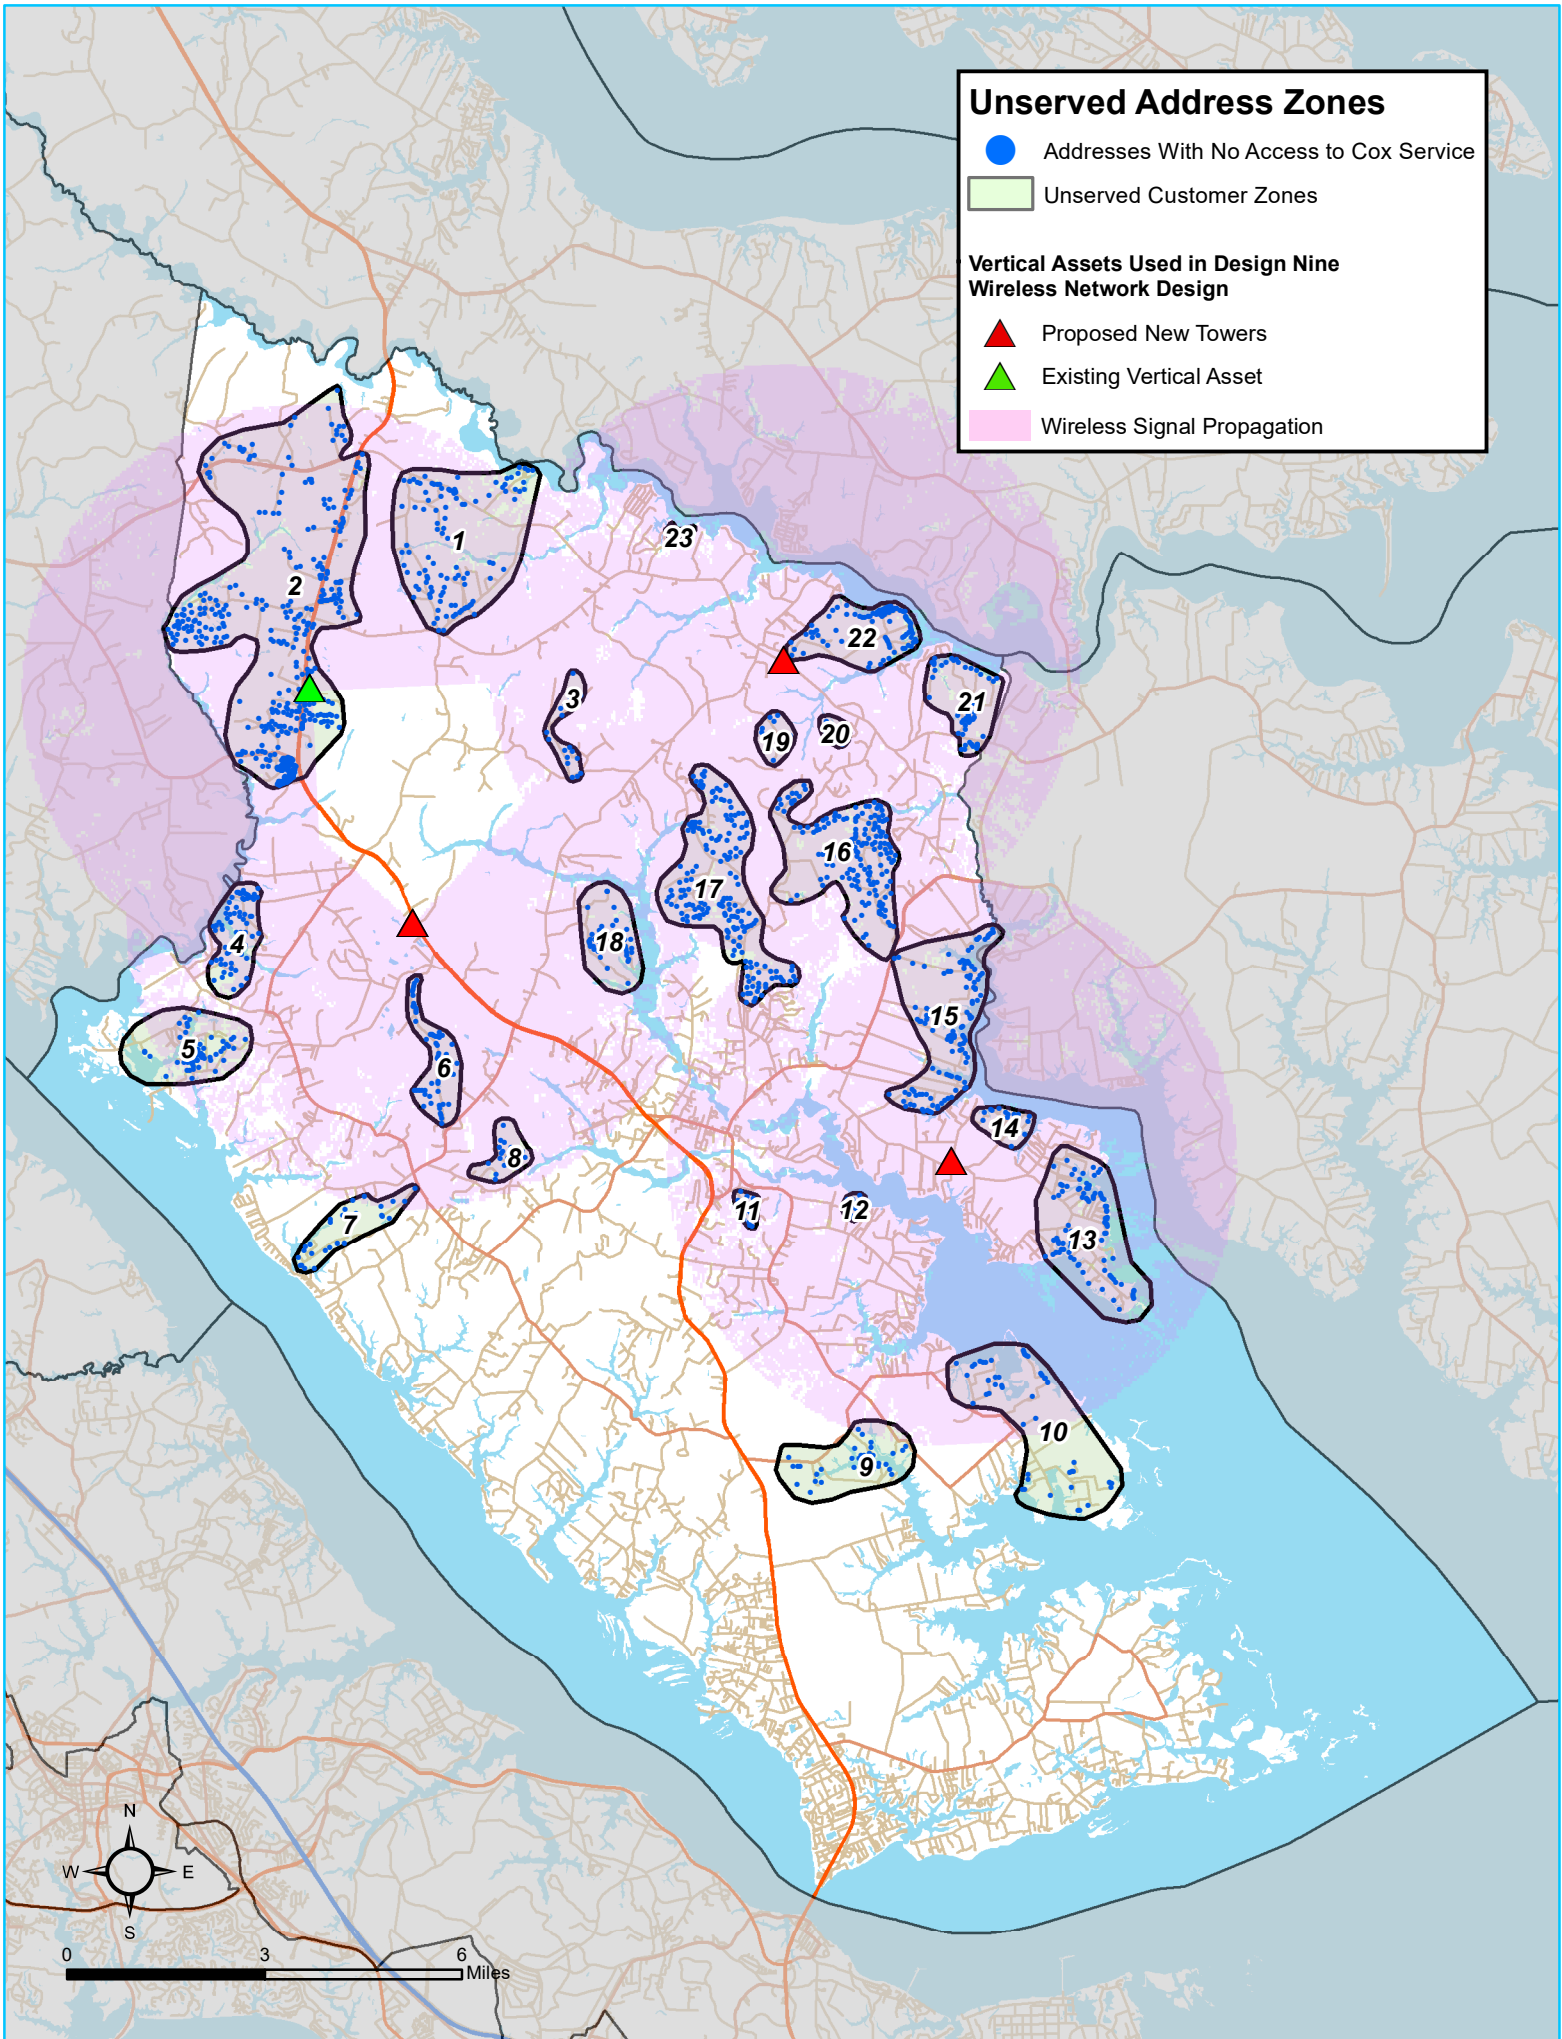 Unserved Address Zones
Addresses With No Access to Cox Service
Unserved Customer Zones
Vertical Assets Used in Design Nine
Wireless Network Design
Proposed New Towers
Existing Vertical Asset
Wireless Signal Propagation
23
1
2
22
3
21
19
20
16
17
4
18
15
5
6
14
8
11
12
7
13
10
9
N
W E
S
0 3 6
Miles